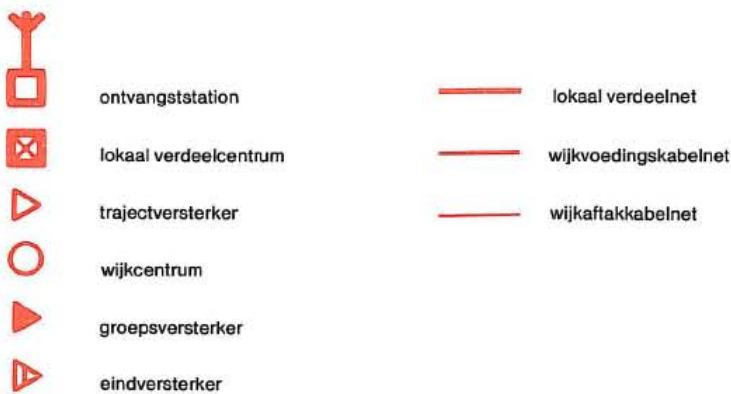 ontvangststation
lokaal verdeelcentrum
trajectversterker
wijkcentrum
groepsversterker
eindversterker
lokaal verdeelnet
wijkvoedingskabelnet
wijkaftakkabelnet